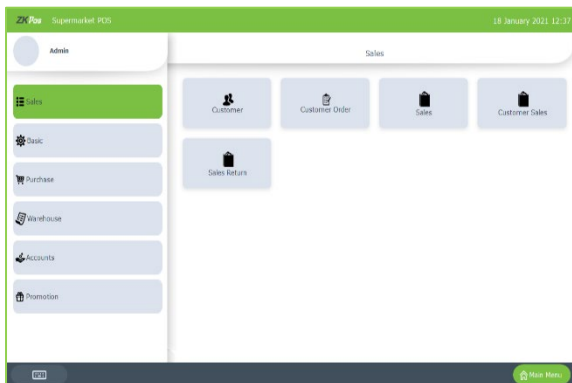 ZKPos Supermarket POS 18 January 2021 12:37
Admin
Sales
Sales
Basic
Purchase
Warehouse
Accounts
Promotion
Customer
Customer Order
Sales
Customer Sales
Sales Return
Main Menu